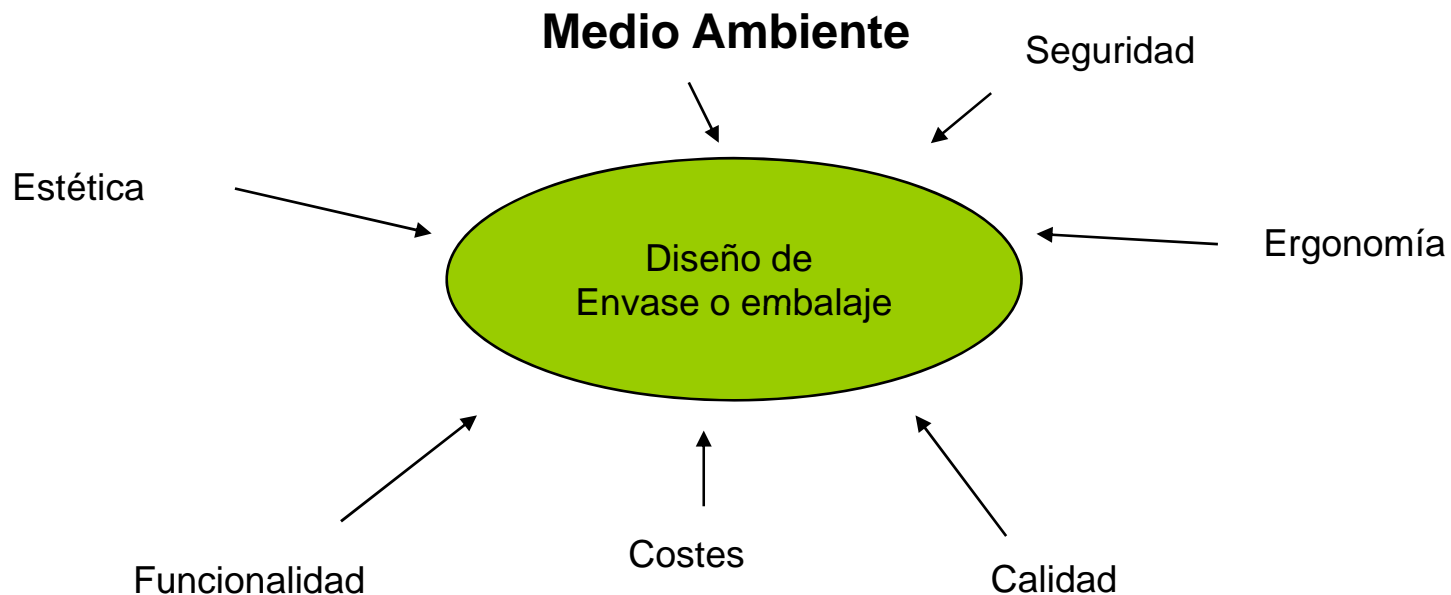 Medio Ambiente
Seguridad
Estética
Ergonomía
Diseño de
Envase o embalaje
Costes
Funcionalidad
Calidad